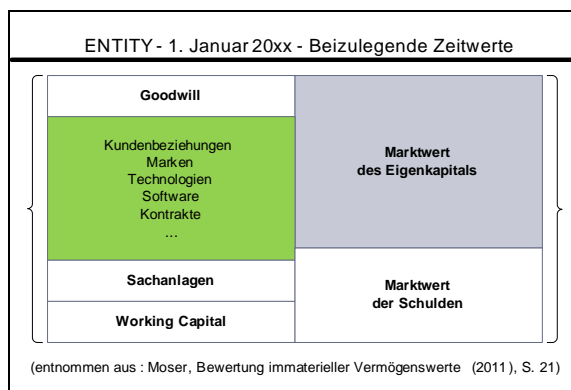 ENTITY - 1. Januar 20xx - Beizulegende Zeitwerte
Goodwill
Kundenbeziehungen
Marken
Technologien
Software
Kontrakte
...
Sachanlagen
Working Capital
Marktwert
des Eigenkapitals
Marktwert
der Schulden
(entnommen aus : Moser, Bewertung immaterieller Vermögenswerte (2011), S. 21)